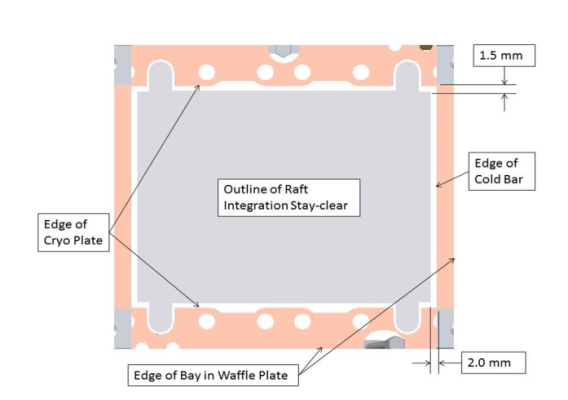 1.5 mm
Edge of
Cold Bar
Outline of Raft
Integration Stay-clear
Edge of
Cryo Plate
Edge of Bay in Waffle Plate
2.0 mm